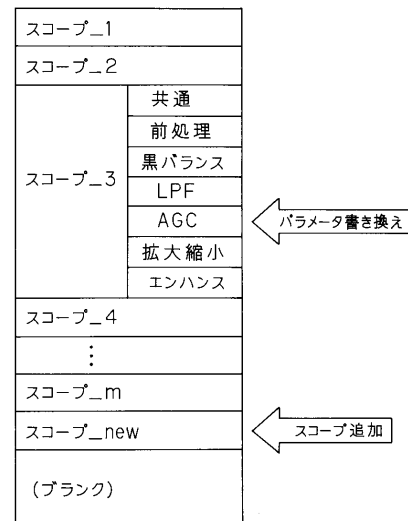 スコープ_1
スコープ_2
スコープ_3
共通
前処理
黒バランス
LPF
AGC
パラメータ書き換え
拡大縮小
エンハンス
スコープ_4
⋮
スコープ_m
スコープ_new
スコープ追加
(ブランク)